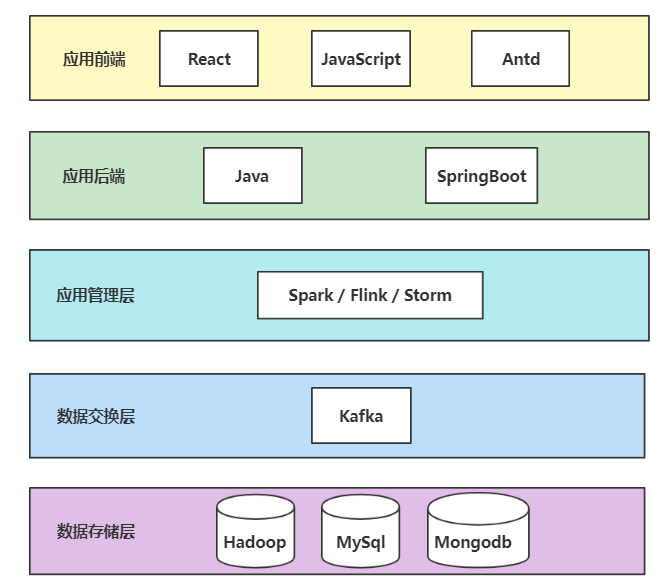 应用前端 React JavaScript Antd
应用后端 Java SpringBoot
应用管理层 Spark / Flink / Storm
数据交换层 Kafka
数据存储层 Hadoop MySql Mongodb